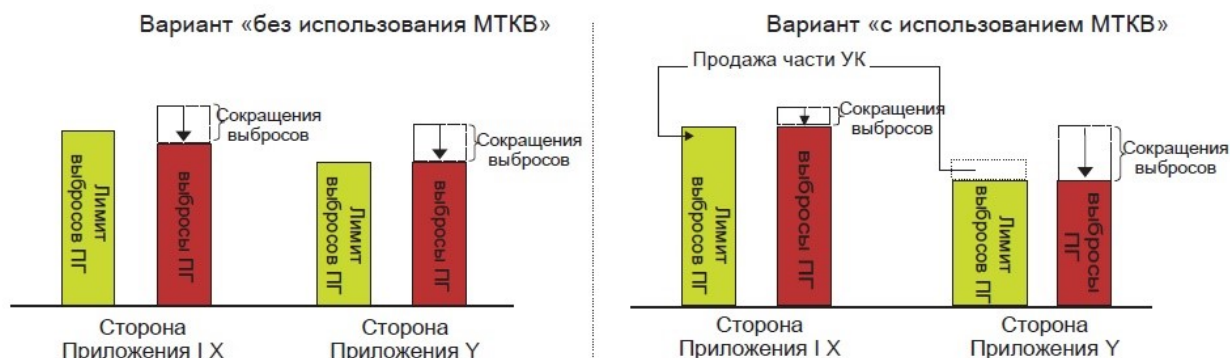 Вариант «без использования МТКВ»
Сокращения
выбросов
Сокращения
выбросов
Лимит
выбросов ПГ
выбросы ПГ
Лимит
выбросов ПГ
выбросы ПГ
Сторона
Приложения I X
Сторона
Приложения Y
Вариант «с использованием МТКВ»
Продажа части УК
Сокращения
выбросов
Сокращения
выбросов
Лимит
выбросов ПГ
выбросы ПГ
Лимит
выбросов ПГ
выбросы
ПГ
Сторона
Приложения I X
Сторона
Приложения Y